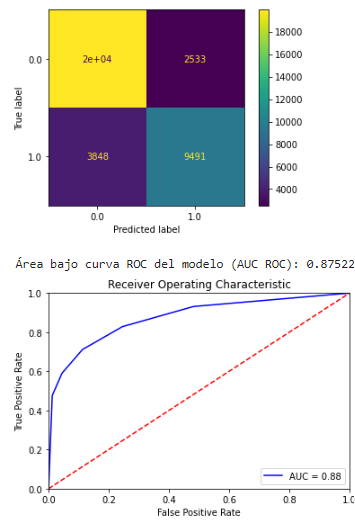 18000
0.0
2e+04
2533
16000
14000
12000
True label
10000
8000
1.0
3848
9491
6000
4000
0.0
1.0
Predicted label
Área bajo curva ROC del modelo (AUC ROC): 0.87522
Receiver Operating Characteristic
1.0
0.8
0.6
True Positive Rate
0.4
0.2
AUC = 0.88
0.0
0.0 0.2 0.4 0.6 0.8 1.0
False Positive Rate